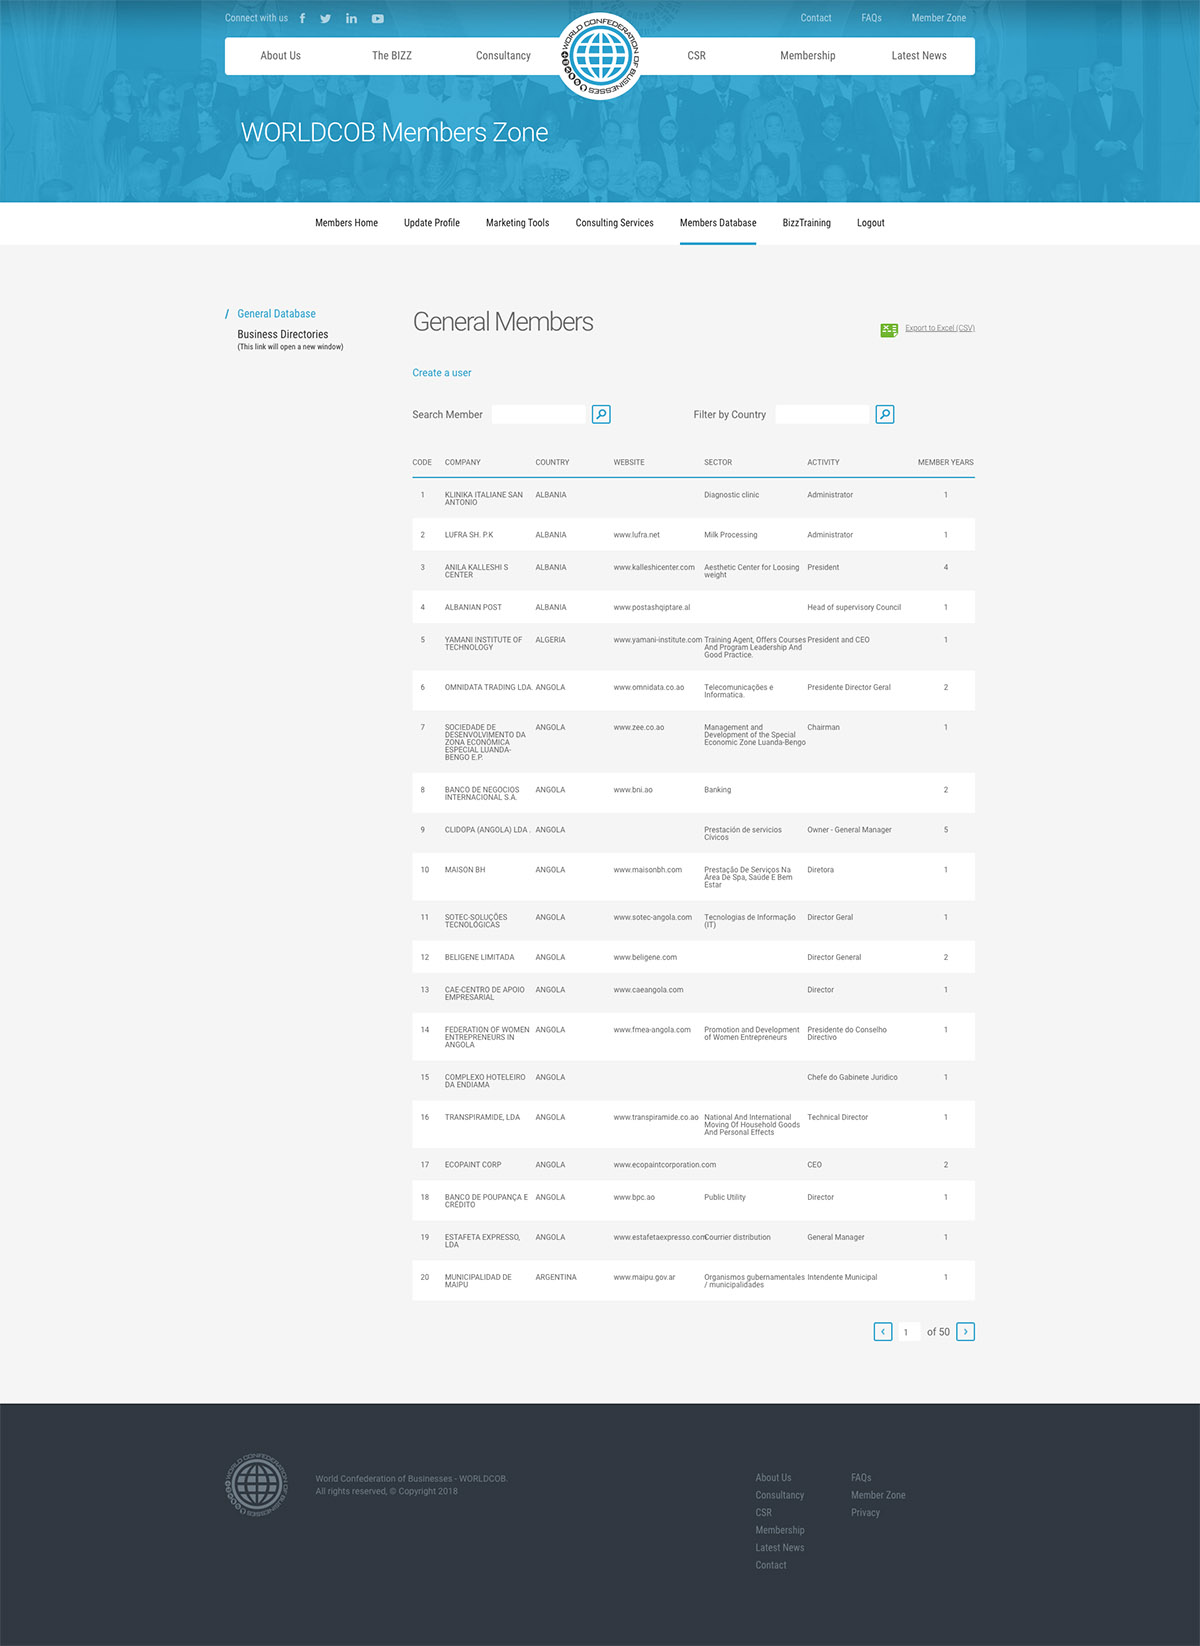 Connect with us
Contact FAQs Member Zone
About Us The BIZZ Consultancy CSR Membership Latest News
WORLD CONFEDERATION OF BUSINESSES
WORLDCOB Members Zone
Members Home Update Profile Marketing Tools Consulting Services Members Database BizzTraining Logout
/ General Database
Business Directories
(This link will open a new window)
General Members
Export to Excel (CSV)
Create a user
Search Member Filter by Country
CODE COMPANY COUNTRY WEBSITE SECTOR ACTIVITY MEMBER YEARS
1 KLINIKA ITALIANE SAN ALBANIA Diagnostic clinic Administrator 1
ANTONIO
2 LUFRA SH. P.K ALBANIA www.lufra.net Milk Processing Administrator 1
3 ANILA KALLESHI S ALBANIA www.kalleshicenter.com Aesthetic Center for Loosing President 4
CENTER weight
4 ALBANIAN POST ALBANIA www.postashqiptare.al Head of supervisory Council 1
5 YAMANI INSTITUTE OF ALGERIA www.yamani-institute.com Training Agent, Offers Courses President and CEO 1
TECHNOLOGY And Program Leadership And
Good Practice.
6 OMNIDATA TRADING LDA. ANGOLA www.omnidata.co.ao Telecomunicações e Presidente Director Geral 2
Informatica.
7 SOCIEDADE DE ANGOLA www.zee.co.ao Management and Chairman 1
DESENVOLVIMENTO DA Development of the Special
ZONA ECONÓMICA Economic Zone Luanda-Bengo
ESPECIAL LUANDA-
BENGO E.P.
8 BANCO DE NEGOCIOS ANGOLA www.bni.ao Banking 2
INTERNACIONAL S.A.
9 CLIDOPA (ANGOLA) LDA . ANGOLA Prestación de servicios Owner - General Manager 5
Civicos
10 MAISON BH ANGOLA www.maisonbh.com Prestação De Serviços Na Diretora 1
Área De Spa, Saúde E Bem
Estar
11 SOTEC-SOLUÇÕES ANGOLA www.sotec-angola.com Tecnologias de Informação Director Geral 1
TECNOLÓGICAS (IT)
12 BELIGENE LIMITADA ANGOLA www.beligene.com Director General 2
13 CAE-CENTRO DE APOIO ANGOLA www.caeangola.com Director 1
EMPRESARIAL
14 FEDERATION OF WOMEN ANGOLA www.fmea-angola.com Promotion and Development Presidente do Conselho 1
ENTREPRENEURS IN of Women Entrepreneurs Directivo
ANGOLA
15 COMPLEXO HOTELEIRO ANGOLA Chefe do Gabinete Juridico 1
DA ENDIAMA
16 TRANSPIRAMIDE, LDA ANGOLA www.transpiramide.co.ao National And International Technical Director 1
Moving Of Household Goods
And Personal Effects
17 ECOPAINT CORP ANGOLA www.ecopaintcorporation.com CEO 2
18 BANCO DE POUPANÇA E ANGOLA www.bpc.ao Public Utility Director 1
CRÉDITO
19 ESTAFETA EXPRESSO, ANGOLA www.estafetaexpresso.com Courrier distribution General Manager 1
LDA
20 MUNICIPALIDAD DE ARGENTINA www.maipu.gov.ar Organismos gubernamentales Intendente Municipal 1
MAIPU / municipalidades
1 of 50
WORLD CONFEDERATION OF BUSINESSES
World Confederation of Businesses - WORLDCOB.
All rights reserved, © Copyright 2018
About Us FAQs
Consultancy Member Zone
CSR Privacy
Membership
Latest News
Contact